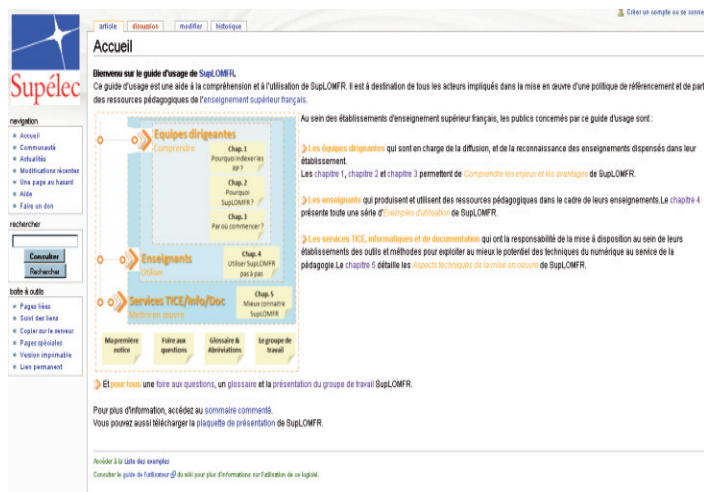 Créer un compte ou se conne
article
discussion
modifier
historique
Supélec
Accueil
Bienvenu sur le guide d'usage de SupLOMFR.
Ce guide d'usage est une aide à la compréhension et à l'utilisation de SupLOMFR. Il est à destination de tous les acteurs impliqués dans la mise en œuvre d'une politique de référencement et de part
des ressources pédagogiques de l'enseignement supérieur français.
navigation
Accueil
Communauté
Actualités
Modifications récentes
Une page au hasard
Aide
Faire un don
rechercher
Consulter
Rechercher
boîte à outils
Pages liées
Suivi des liens
Copier sur le serveur
Pages spéciales
Version imprimable
Lien permanent
Equipes dirigeantes
Comprendre
Chap. 1
Pourquoi indexer les
RP ?
Chap. 2
Pourquoi
SupLOMFR ?
Chap. 3
Par où commencer ?
Enseignants
Utiliser
Chap. 4
Utiliser SupLOMFR
pas à pas
Services TICE/Info/Doc
Mettre en œuvre
Chap. 5
Mieux connaitre
SupLOMFR
Ma première
notice
Foire aux
questions
Glossaire &
Abréviations
Le groupe de
travail
Au sein des établissements d'enseignement supérieur français, les publics concernés par ce guide d'usage sont :
Les équipes dirigeantes qui sont en charge de la diffusion, et de la reconnaissance des enseignements dispensés dans leur
établissement.
Les chapitre 1, chapitre 2 et chapitre 3 permettent de Comprendre les enjeux et les avantages de SupLOMFR.
Les enseignants qui produisent et utilisent des ressources pédagogiques dans le cadre de leurs enseignements.Le chapitre 4
présente toute une série d'Exemples d'utilisation de SupLOMFR.
Les services TICE, informatiques et de documentation qui ont la responsabilité de la mise à disposition au sein de leurs
établissements des outils et méthodes pour exploiter au mieux le potentiel des techniques du numérique au service de la
pédagogie.Le chapitre 5 détaille les Aspects techniques de la mise en oeuvre de SupLOMFR.
Et pour tous une foire aux questions, un glossaire et la présentation du groupe de travail SupLOMFR.
Pour plus d'information, accédez au sommaire commenté.
Vous pouvez aussi télécharger la plaquette de présentation de SupLOMFR.
Accéder à la Liste des exemples
Consulter le guide de l'utilisateur du wiki pour plus d'informations sur l'utilisation de ce logiciel.